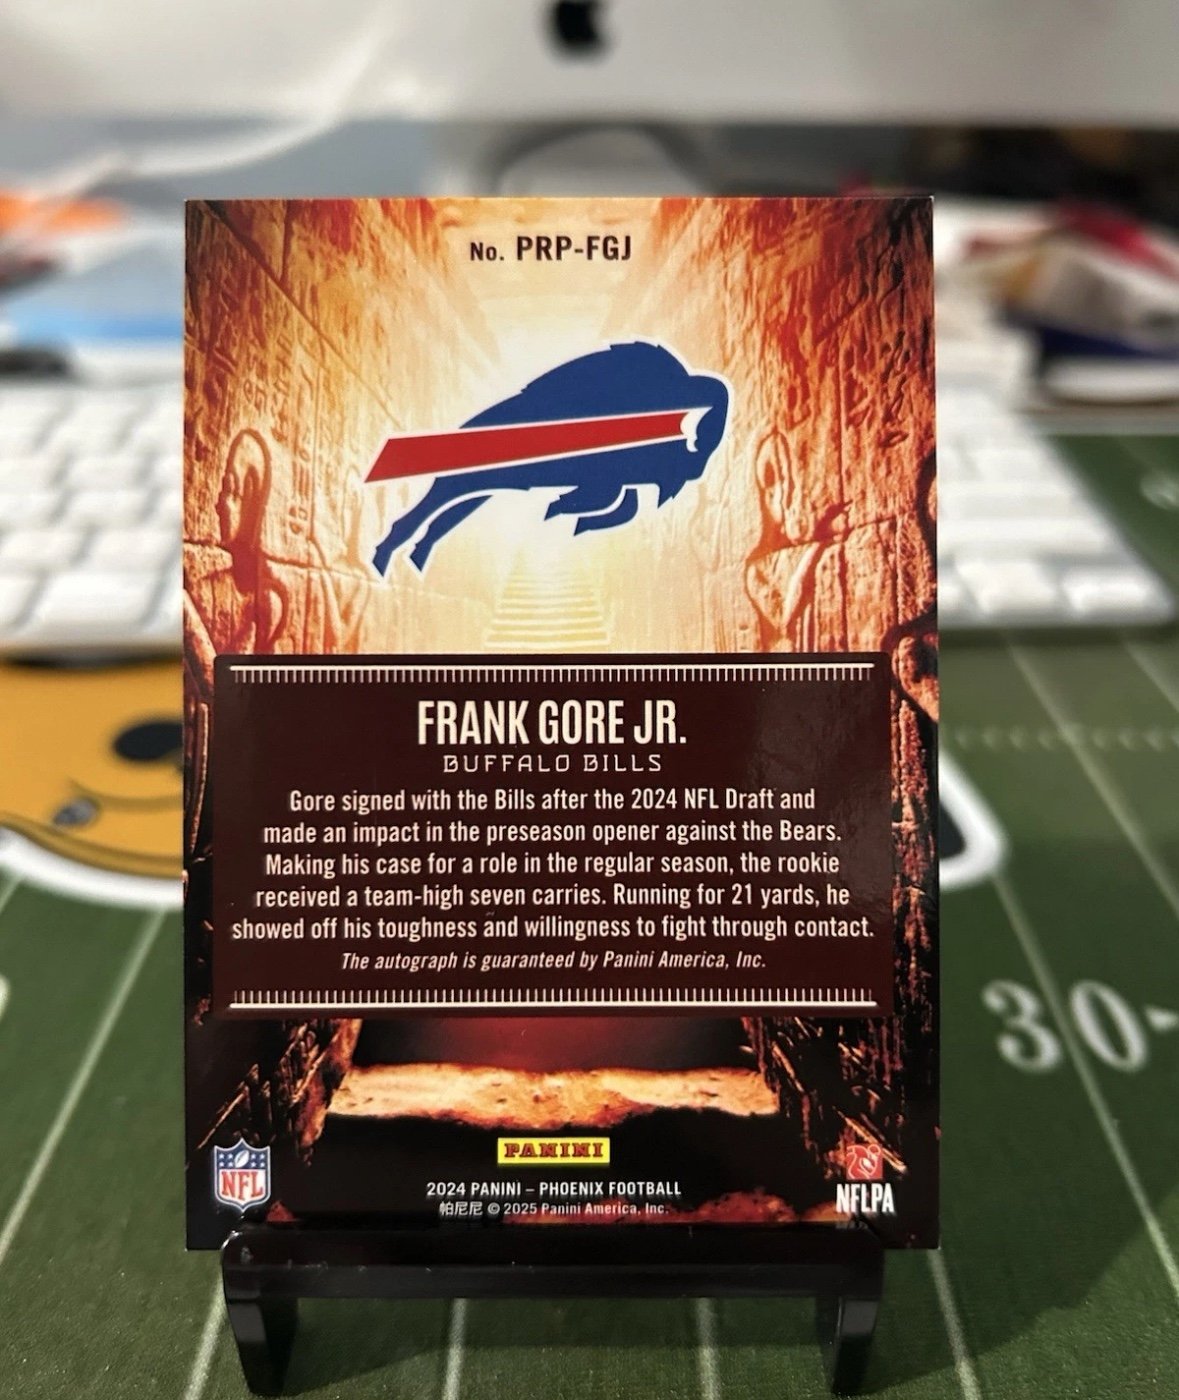 No. PRP-FGJ
FRANK GORE JR.
BUFFALO BILLS
Gore signed with the Bills after the 2024 NFL Draft and
made an impact in the preseason opener against the Bears.
Making his case for a role in the regular season, the rookie
received a team-high seven carries. Running for 21 yards, he
showed off his toughness and willingness to fight through contact.
The autograph is guaranteed by Panini America, Inc.
PANINI
NFL
NFLPA
2024 PANINI – PHOENIX FOOTBALL
帕尼尼 © 2025 Panini America, Inc.
30